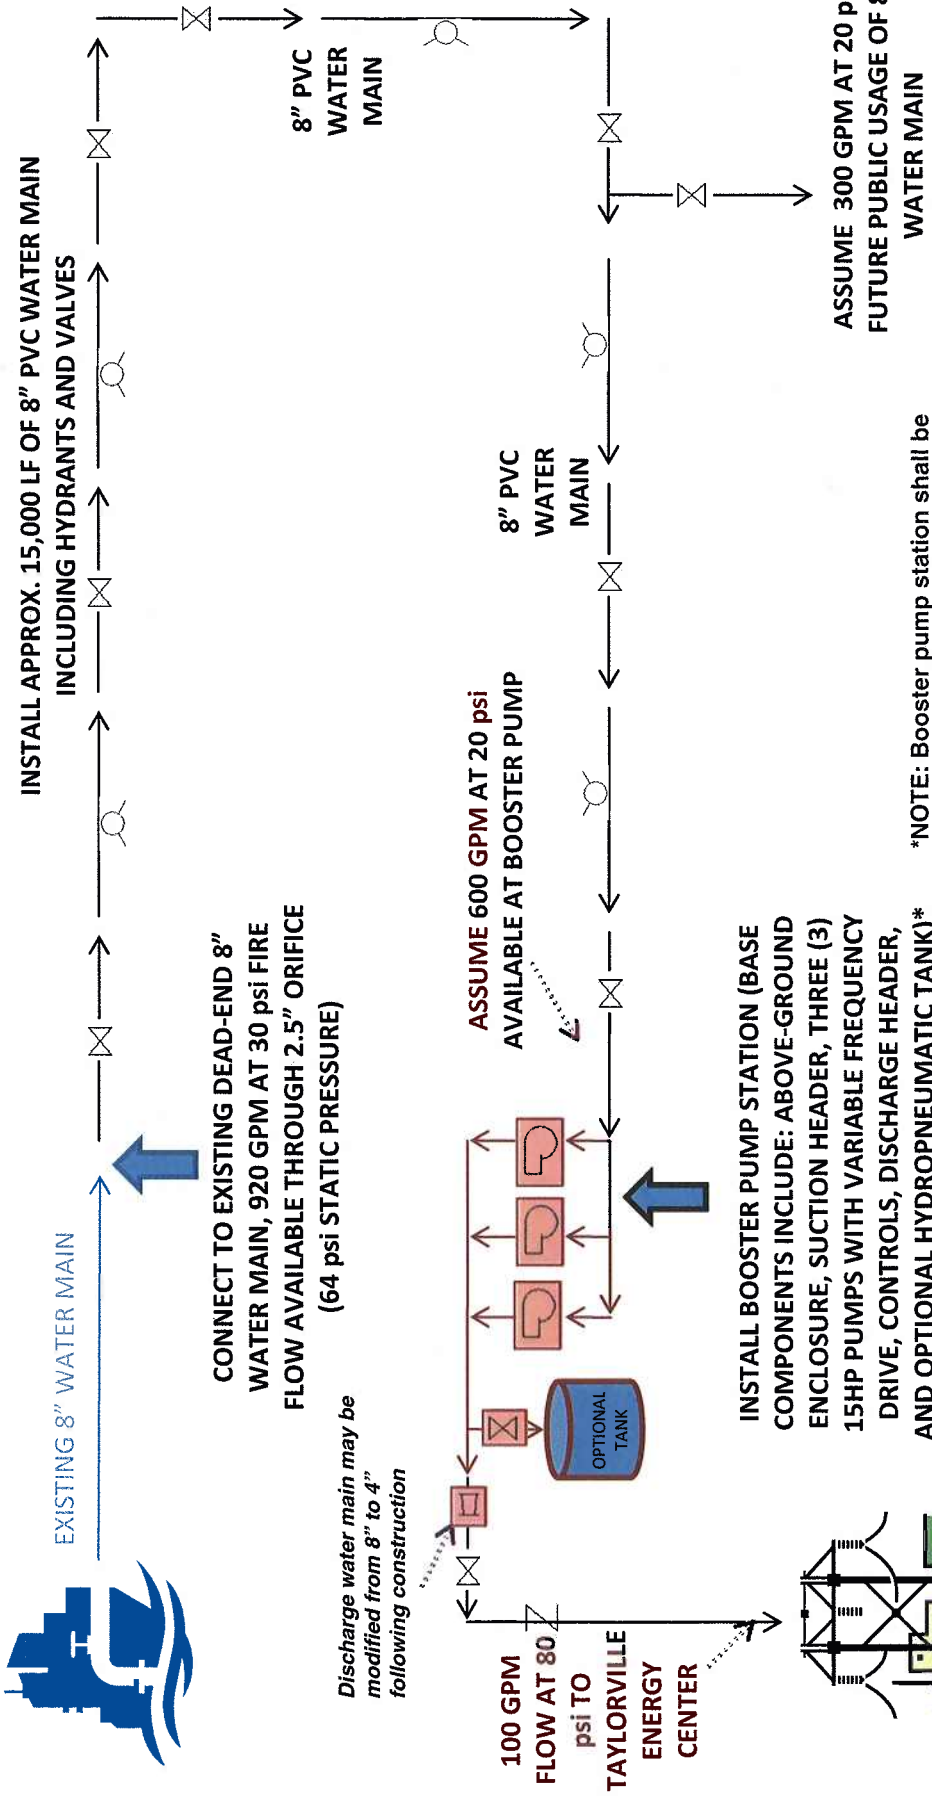 EXISTING 8" WATER MAIN
INSTALL APPROX. 15,000 LF OF 8" PVC WATER MAIN
INCLUDING HYDRANTS AND VALVES
CONNECT TO EXISTING DEAD-END 8"
WATER MAIN, 920 GPM AT 30 psi FIRE
FLOW AVAILABLE THROUGH 2.5" ORIFICE
(64 psi STATIC PRESSURE)
8" PVC
WATER
MAIN
Discharge water main may be
modified from 8" to 4"
following construction
ASSUME 600 GPM AT 20 psi
AVAILABLE AT BOOSTER PUMP
8" PVC
WATER
MAIN
OPTIONAL
TANK
100 GPM
FLOW AT 80
psi TO
TAYLORVILLE
ENERGY
CENTER
INSTALL BOOSTER PUMP STATION (BASE
COMPONENTS INCLUDE: ABOVE-GROUND
ENCLOSURE, SUCTION HEADER, THREE (3)
15HP PUMPS WITH VARIABLE FREQUENCY
DRIVE, CONTROLS, DISCHARGE HEADER,
AND OPTIONAL HYDROPNEUMATIC TANK)*
ASSUME 300 GPM AT 20 p
FUTURE PUBLIC USAGE OF 8
WATER MAIN
*NOTE: Booster pump station shall be